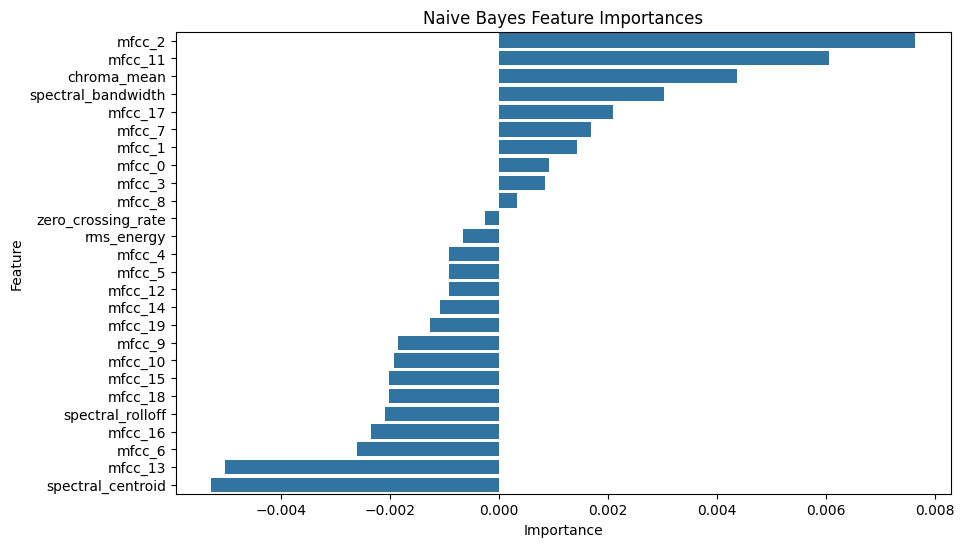 Naive Bayes Feature Importances
mfcc_2
mfcc_11
chroma_mean
spectral_bandwidth
mfcc_17
mfcc_7
mfcc_1
mfcc_0
mfcc_3
mfcc_8
zero_crossing_rate
rms_energy
mfcc_4
mfcc_5
mfcc_12
mfcc_14
mfcc_19
mfcc_9
mfcc_10
mfcc_15
mfcc_18
spectral_rolloff
mfcc_16
mfcc_6
mfcc_13
spectral_centroid
Feature
−0.004 −0.002 0.000 0.002 0.004 0.006 0.008
Importance